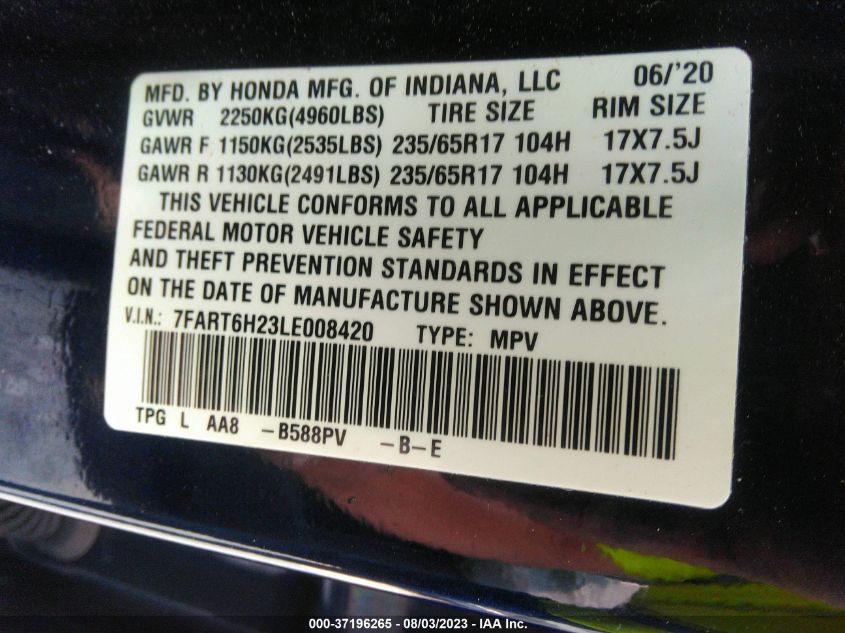 MFD. BY HONDA MFG. OF INDIANA, LLC 06/'20
GVWR 2250KG(4960LBS) TIRE SIZE RIM SIZE
GAWR F 1150KG(2535LBS) 235/65R17 104H 17X7.5J
GAWR R 1130KG(2491LBS) 235/65R17 104H 17X7.5J
THIS VEHICLE CONFORMS TO ALL APPLICABLE
FEDERAL MOTOR VEHICLE SAFETY
AND THEFT PREVENTION STANDARDS IN EFFECT
ON THE DATE OF MANUFACTURE SHOWN ABOVE.
V.I.N.: 7FART6H23LE008420 TYPE: MPV
TPG L AA8 -B588PV -B-E
000-37196265 - 08/03/2023 - IAA Inc.